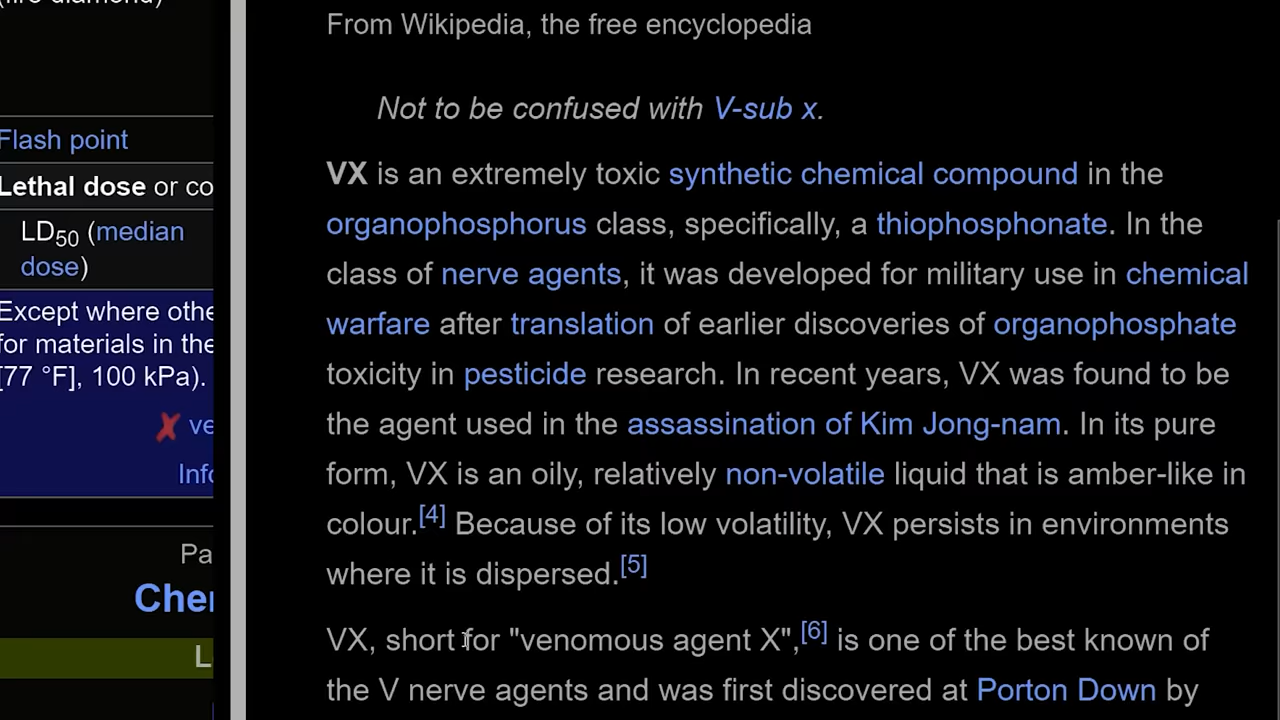 (fire diamond)
Flash point
Lethal dose or co
LD50 (median
dose)
Except where othe
for materials in the
[77 °F], 100 kPa).
✗ ve
Info
Pa
Cher
L
From Wikipedia, the free encyclopedia
Not to be confused with V-sub x.
VX is an extremely toxic synthetic chemical compound in the
organophosphorus class, specifically, a thiophosphonate. In the
class of nerve agents, it was developed for military use in chemical
warfare after translation of earlier discoveries of organophosphate
toxicity in pesticide research. In recent years, VX was found to be
the agent used in the assassination of Kim Jong-nam. In its pure
form, VX is an oily, relatively non-volatile liquid that is amber-like in
colour.[4] Because of its low volatility, VX persists in environments
where it is dispersed.[5]
VX, short for "venomous agent X",[6] is one of the best known of
the V nerve agents and was first discovered at Porton Down by